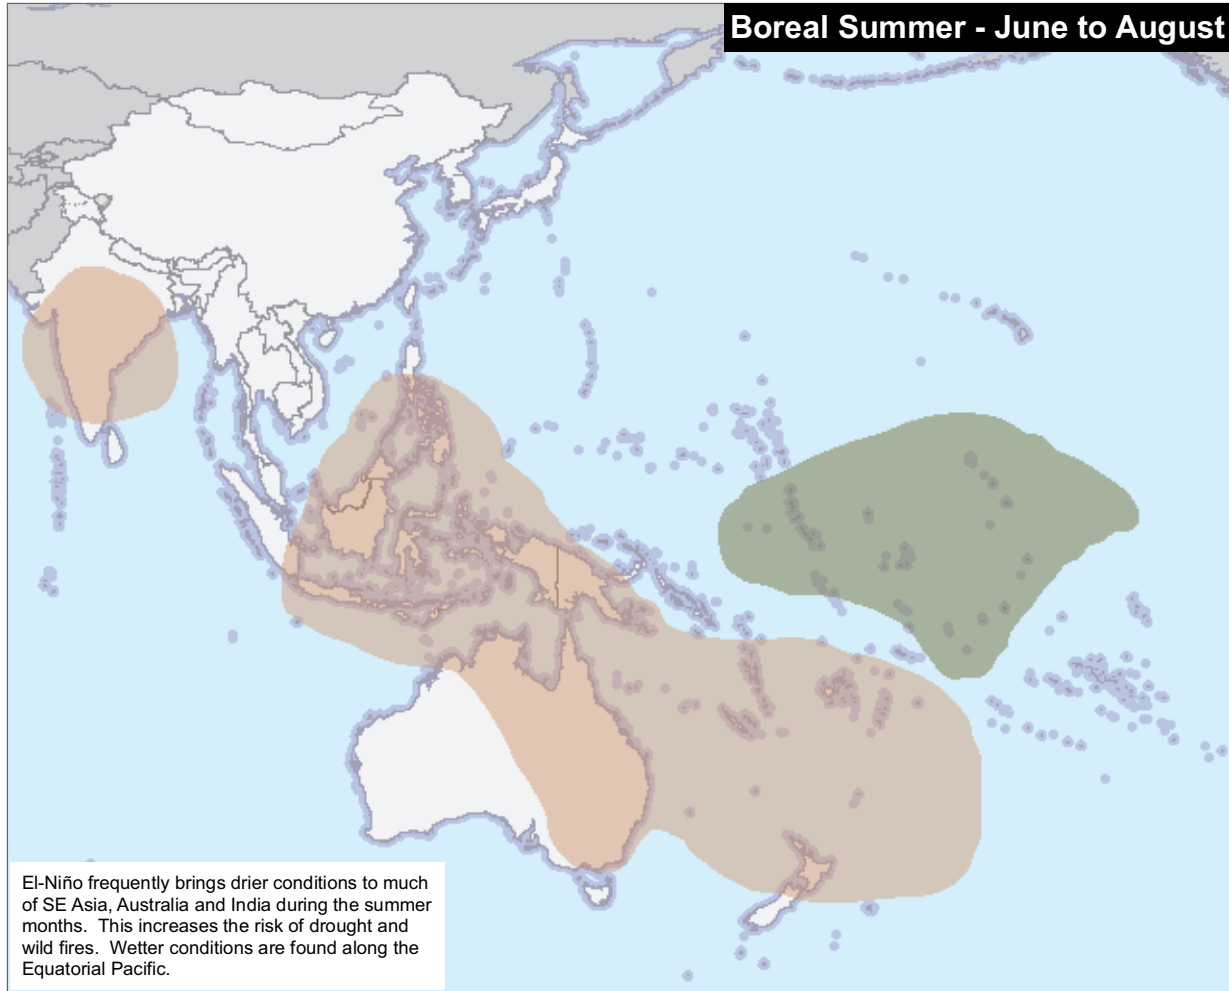 Boreal Summer - June to August
El-Niño frequently brings drier conditions to much
of SE Asia, Australia and India during the summer
months.  This increases the risk of drought and
wild fires.  Wetter conditions are found along the
Equatorial Pacific.